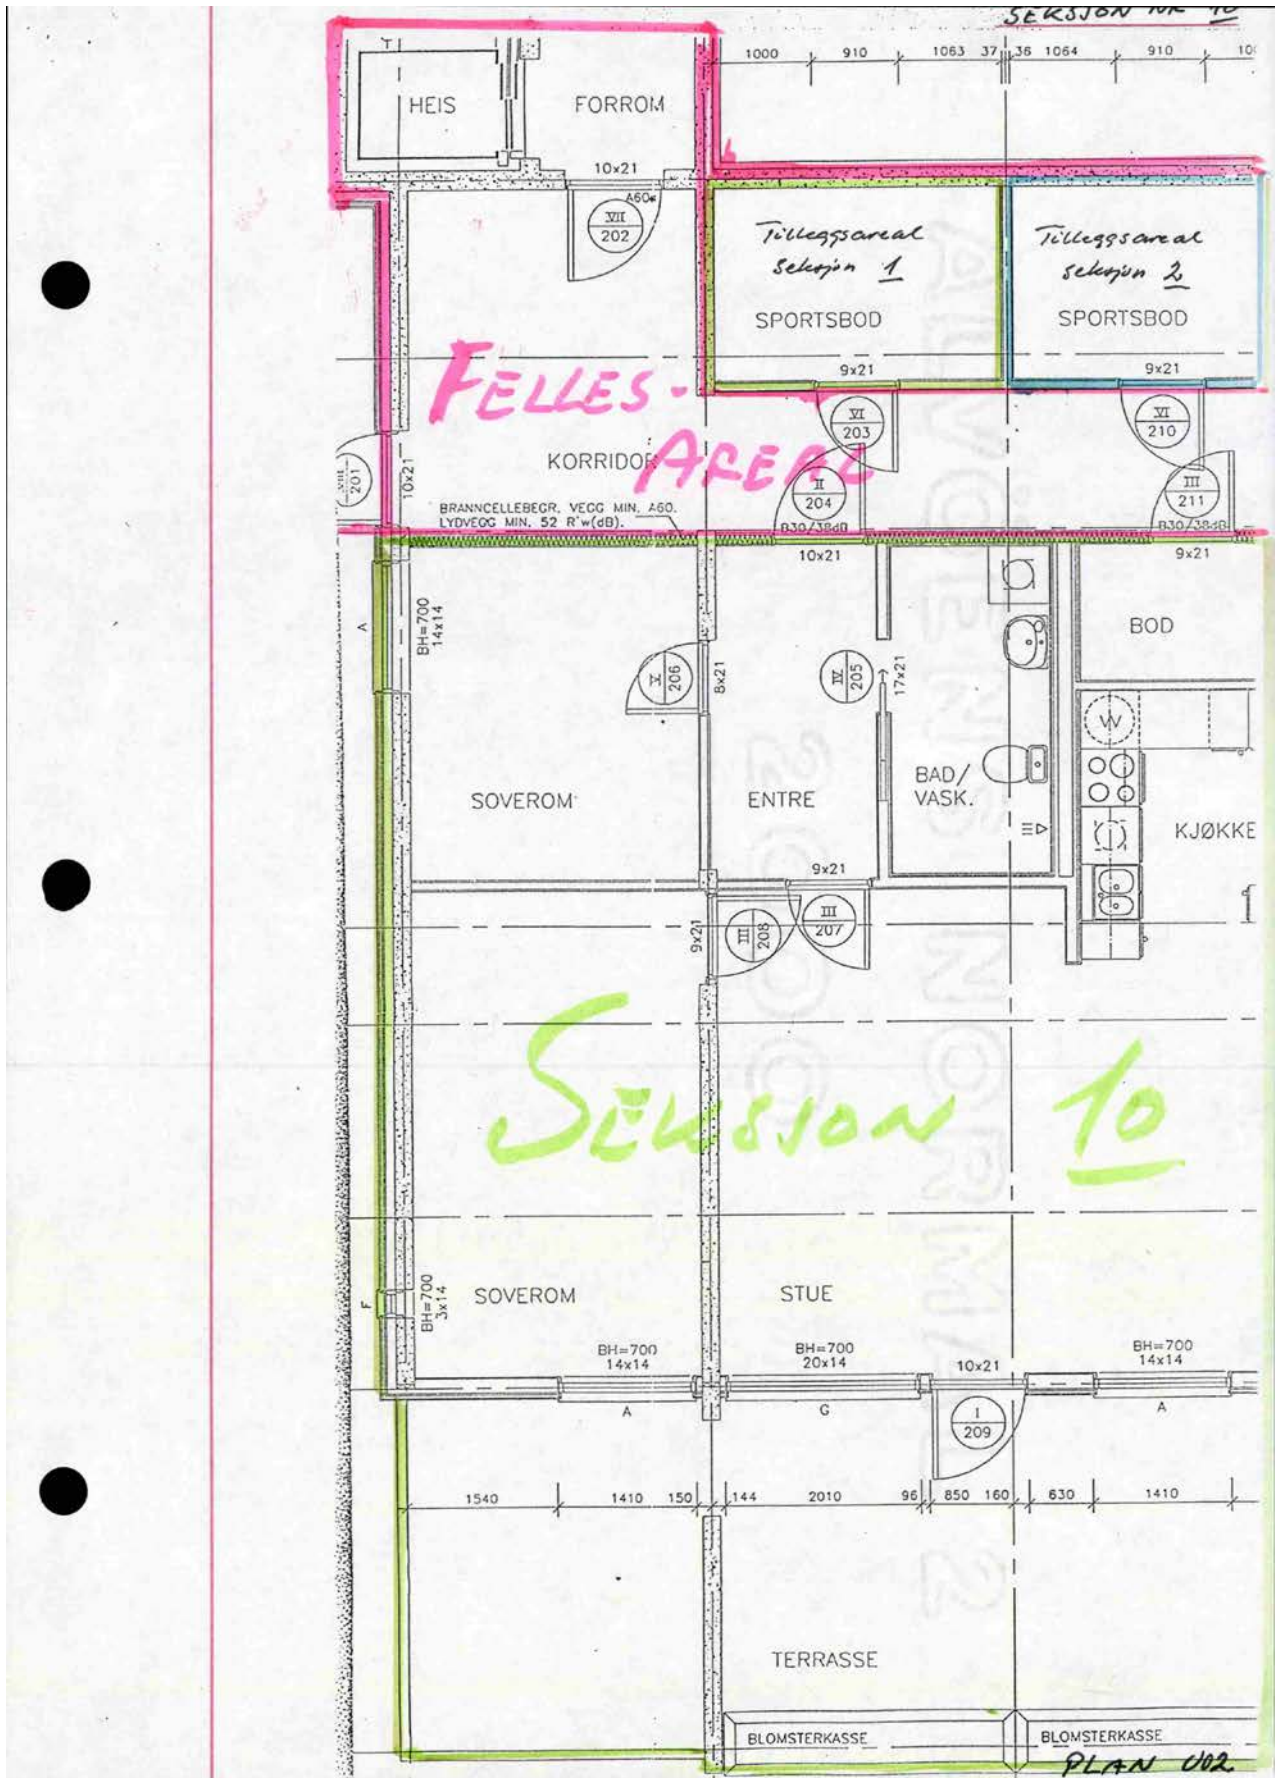 SEKSJON NR 10
1000 910 1063 37 36 1064 910
HEIS
FORROM
10x21
A60
VII
202
Tilleggsareal
seksjon 1
SPORTSBOD
9x21
Tilleggsareal
seksjon 2
SPORTSBOD
9x21
FELLES-
AREAL
KORRIDOR
VIII
201
10x21
VI
203
VI
210
II
204
III
211
BRANNCELLEBEGR. VEGG MIN. A60.
LYDVEGG MIN. 52 R'w(dB).
B30/38dB
B30/38dB
10x21
9x21
A
BH=700
14x14
V
206
8x21
IV
205
17x21
BOD
VV
SOVEROM
ENTRE
BAD/
VASK.
KJØKKE
9x21
9x21
III
208
III
207
SEKSJON 10
F
BH=700
3x14
SOVEROM
STUE
BH=700
14x14
BH=700
20x14
10x21
BH=700
14x14
A
G
I
209
A
1540 1410 150 144 2010 96 850 160 630 1410
TERRASSE
BLOMSTERKASSE
BLOMSTERKASSE
PLAN U02